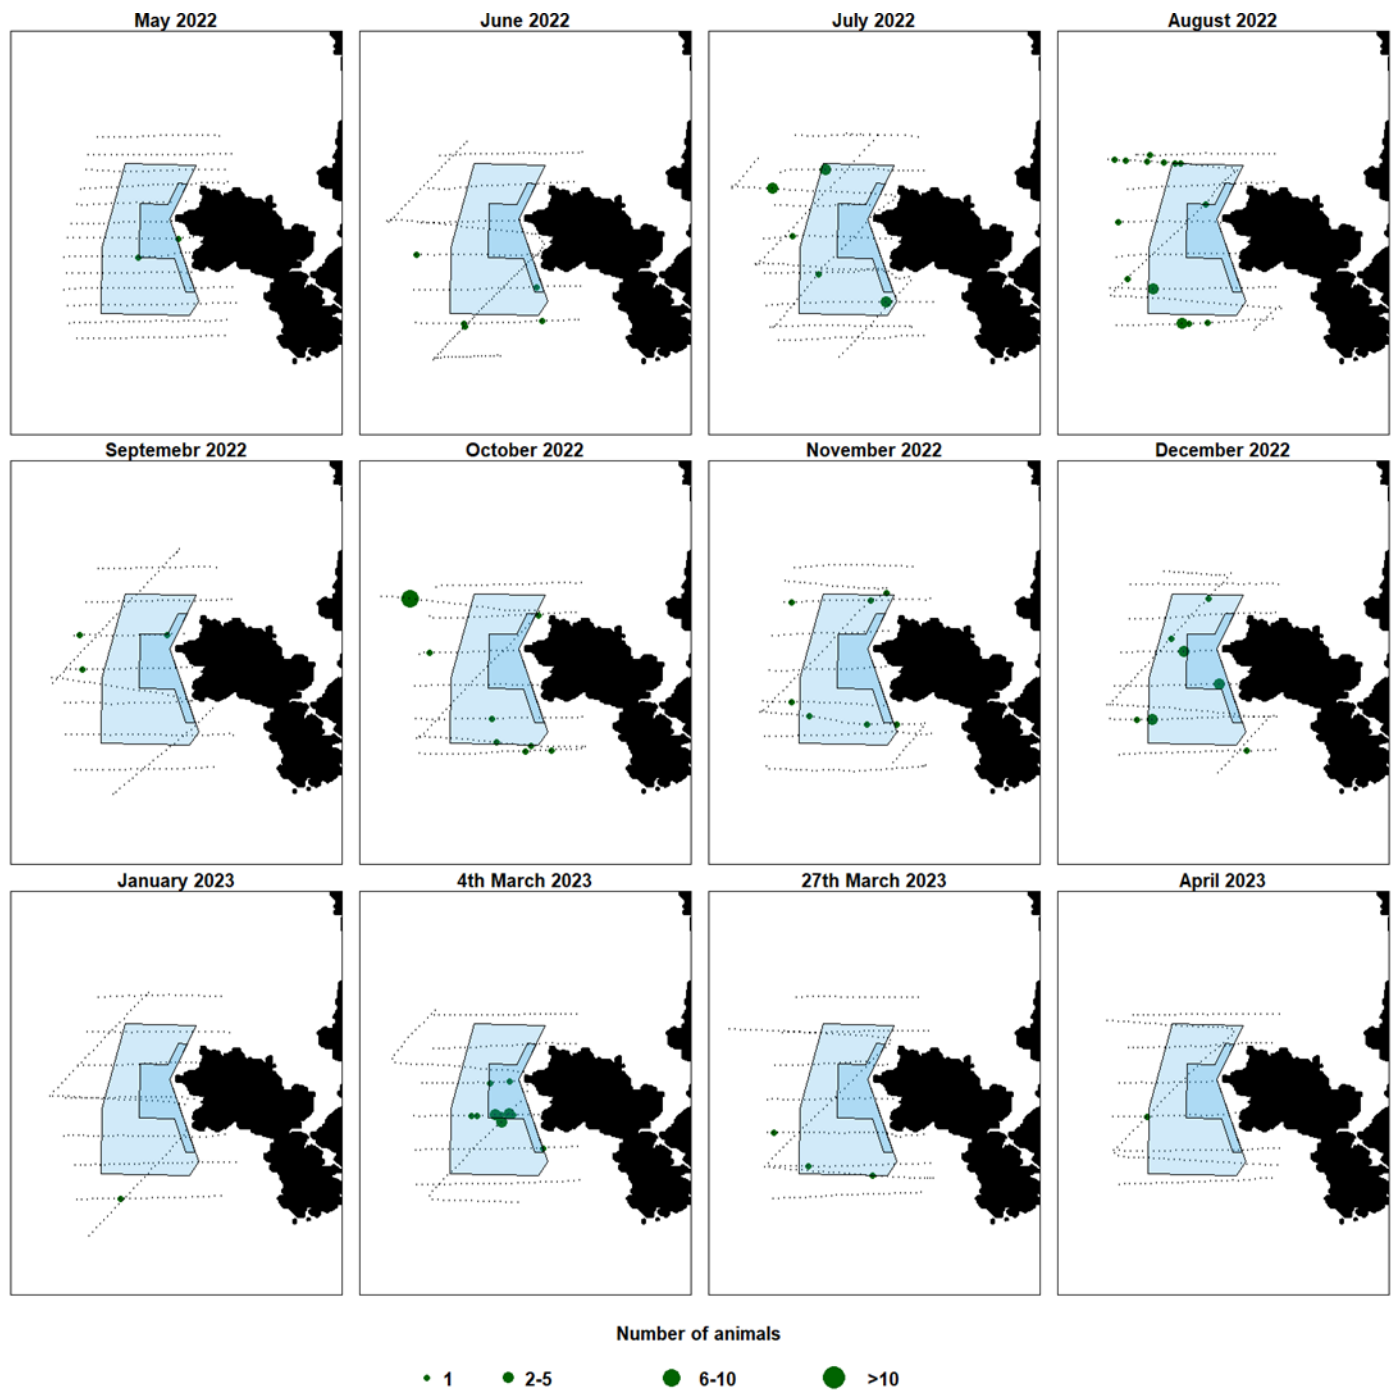 May 2022
June 2022
July 2022
August 2022
Septemebr 2022
October 2022
November 2022
December 2022
January 2023
4th March 2023
27th March 2023
April 2023
Number of animals
1
2-5
6-10
>10